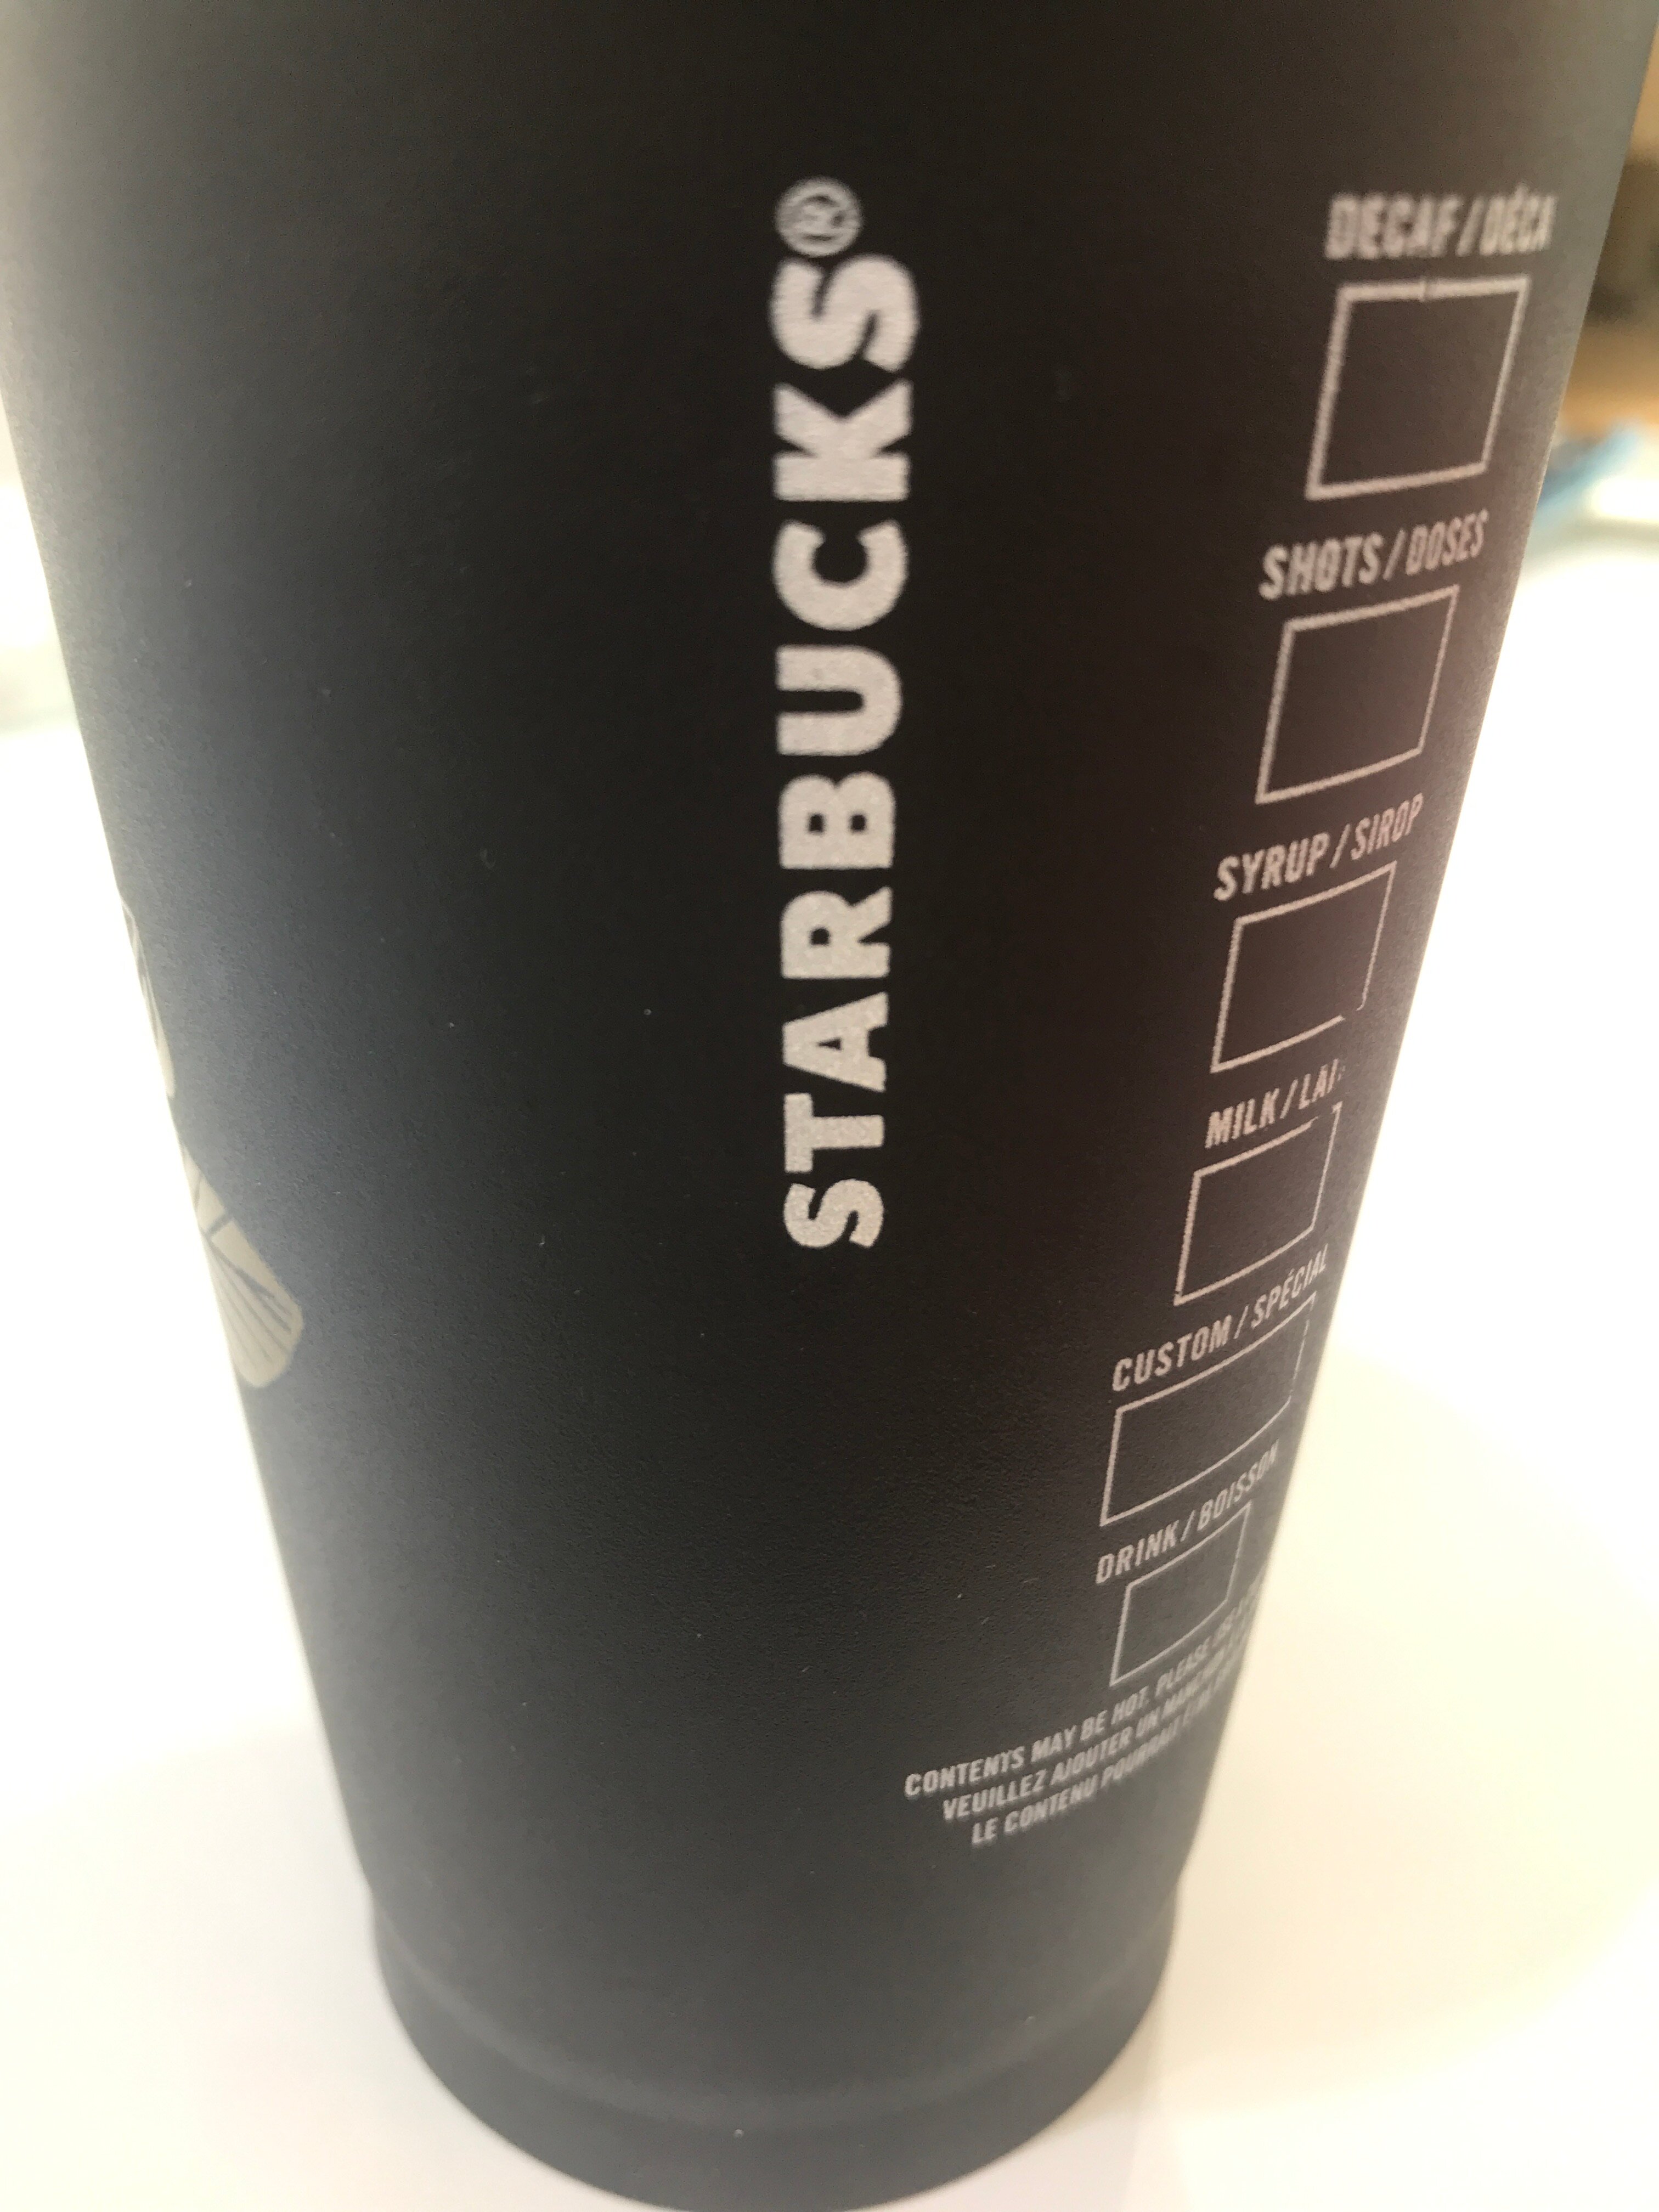 STARBUCKS®
DECAF / DÉCA
SHOTS / DOSES
SYRUP / SIROP
MILK / LAI
CUSTOM / SPÉCIAL
DRINK / BOISSON
CONTENTS MAY BE HOT. PLEASE USE
VEUILLEZ AJOUTER UN
LE CONTENU POURRAIT